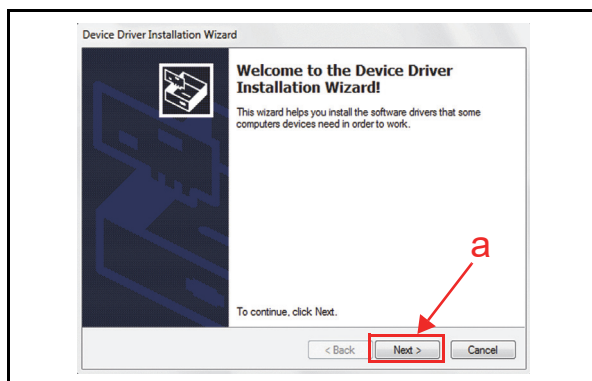 Device Driver Installation Wizard
Welcome to the Device Driver
Installation Wizard!
This wizard helps you install the software drivers that some
computers devices need in order to work.
a
To continue, click Next.
< Back Next > Cancel